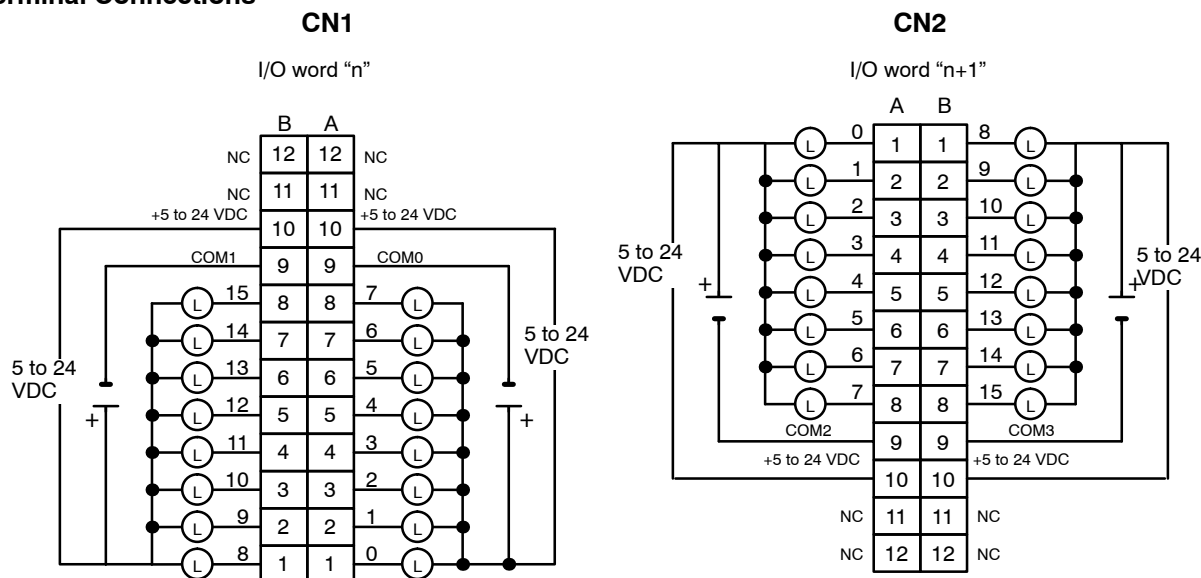 erminal Connections
CN1
I/O word “n”
B A
NC 12 12 NC
NC 11 11 NC
+5 to 24 VDC 10 10 +5 to 24 VDC
COM1 9 9 COM0
L 15 8 8 7 L
L 14 7 7 6 L
L 13 6 6 5 L
L 12 5 5 4 L
L 11 4 4 3 L
L 10 3 3 2 L
L 9 2 2 1 L
L 8 1 1 0 L
5 to 24
VDC
+
5 to 24
VDC
+
CN2
I/O word “n+1”
A B
L 0 1 1 8 L
L 1 2 2 9 L
L 2 3 3 10 L
L 3 4 4 11 L
L 4 5 5 12 L
L 5 6 6 13 L
L 6 7 7 14 L
L 7 8 8 15 L
COM2 9 9 COM3
+5 to 24 VDC 10 10 +5 to 24 VDC
NC 11 11 NC
NC 12 12 NC
5 to 24
VDC
+
5 to 24
VDC
+